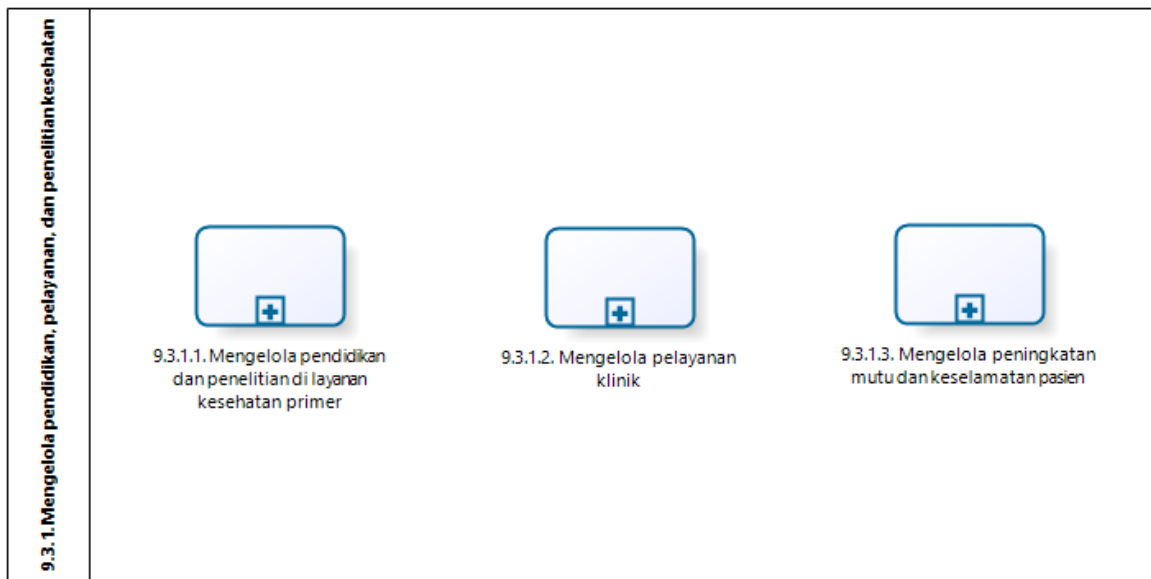 9.3.1. Mengelola pendidikan, pelayanan, dan penelitian kesehatan
9.3.1.1. Mengelola pendidikan
dan penelitian di layanan
kesehatan primer
9.3.1.2. Mengelola pelayanan
klinik
9.3.1.3. Mengelola peningkatan
mutu dan keselamatan pasien